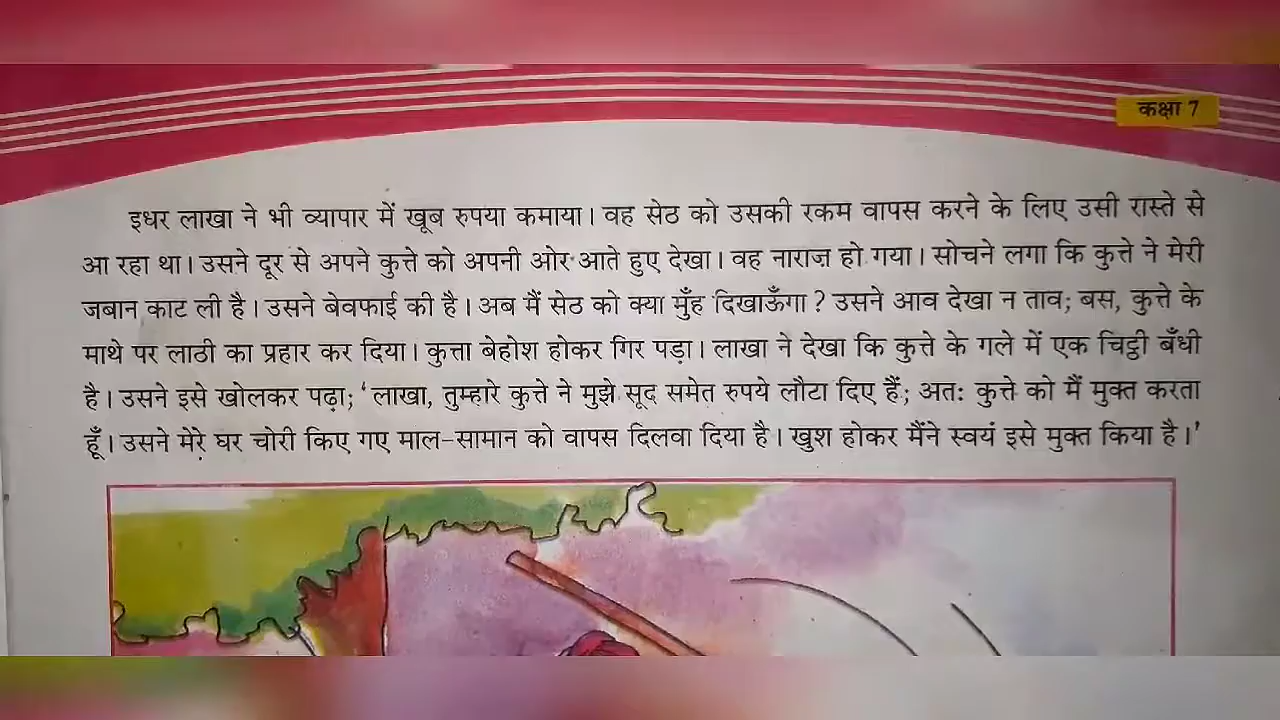 कक्षा 7
इधर लाखा ने भी व्यापार में खूब रुपया कमाया। वह सेठ को उसकी रकम वापस करने के लिए उसी रास्ते से
आ रहा था। उसने दूर से अपने कुत्ते को अपनी ओर आते हुए देखा। वह नाराज़ हो गया। सोचने लगा कि कुत्ते ने मेरी
जबान काट ली है। उसने बेवफाई की है। अब मैं सेठ को क्या मुँह दिखाऊँगा? उसने आव देखा न ताव; बस, कुत्ते के
माथे पर लाठी का प्रहार कर दिया। कुत्ता बेहोश होकर गिर पड़ा। लाखा ने देखा कि कुत्ते के गले में एक चिट्ठी बँधी
है। उसने इसे खोलकर पढ़ा; ‘लाखा, तुम्हारे कुत्ते ने मुझे सूद समेत रुपये लौटा दिए हैं; अतः कुत्ते को मैं मुक्त करता
हूँ। उसने मेरे घर चोरी किए गए माल-सामान को वापस दिलवा दिया है। खुश होकर मैंने स्वयं इसे मुक्त किया है।’